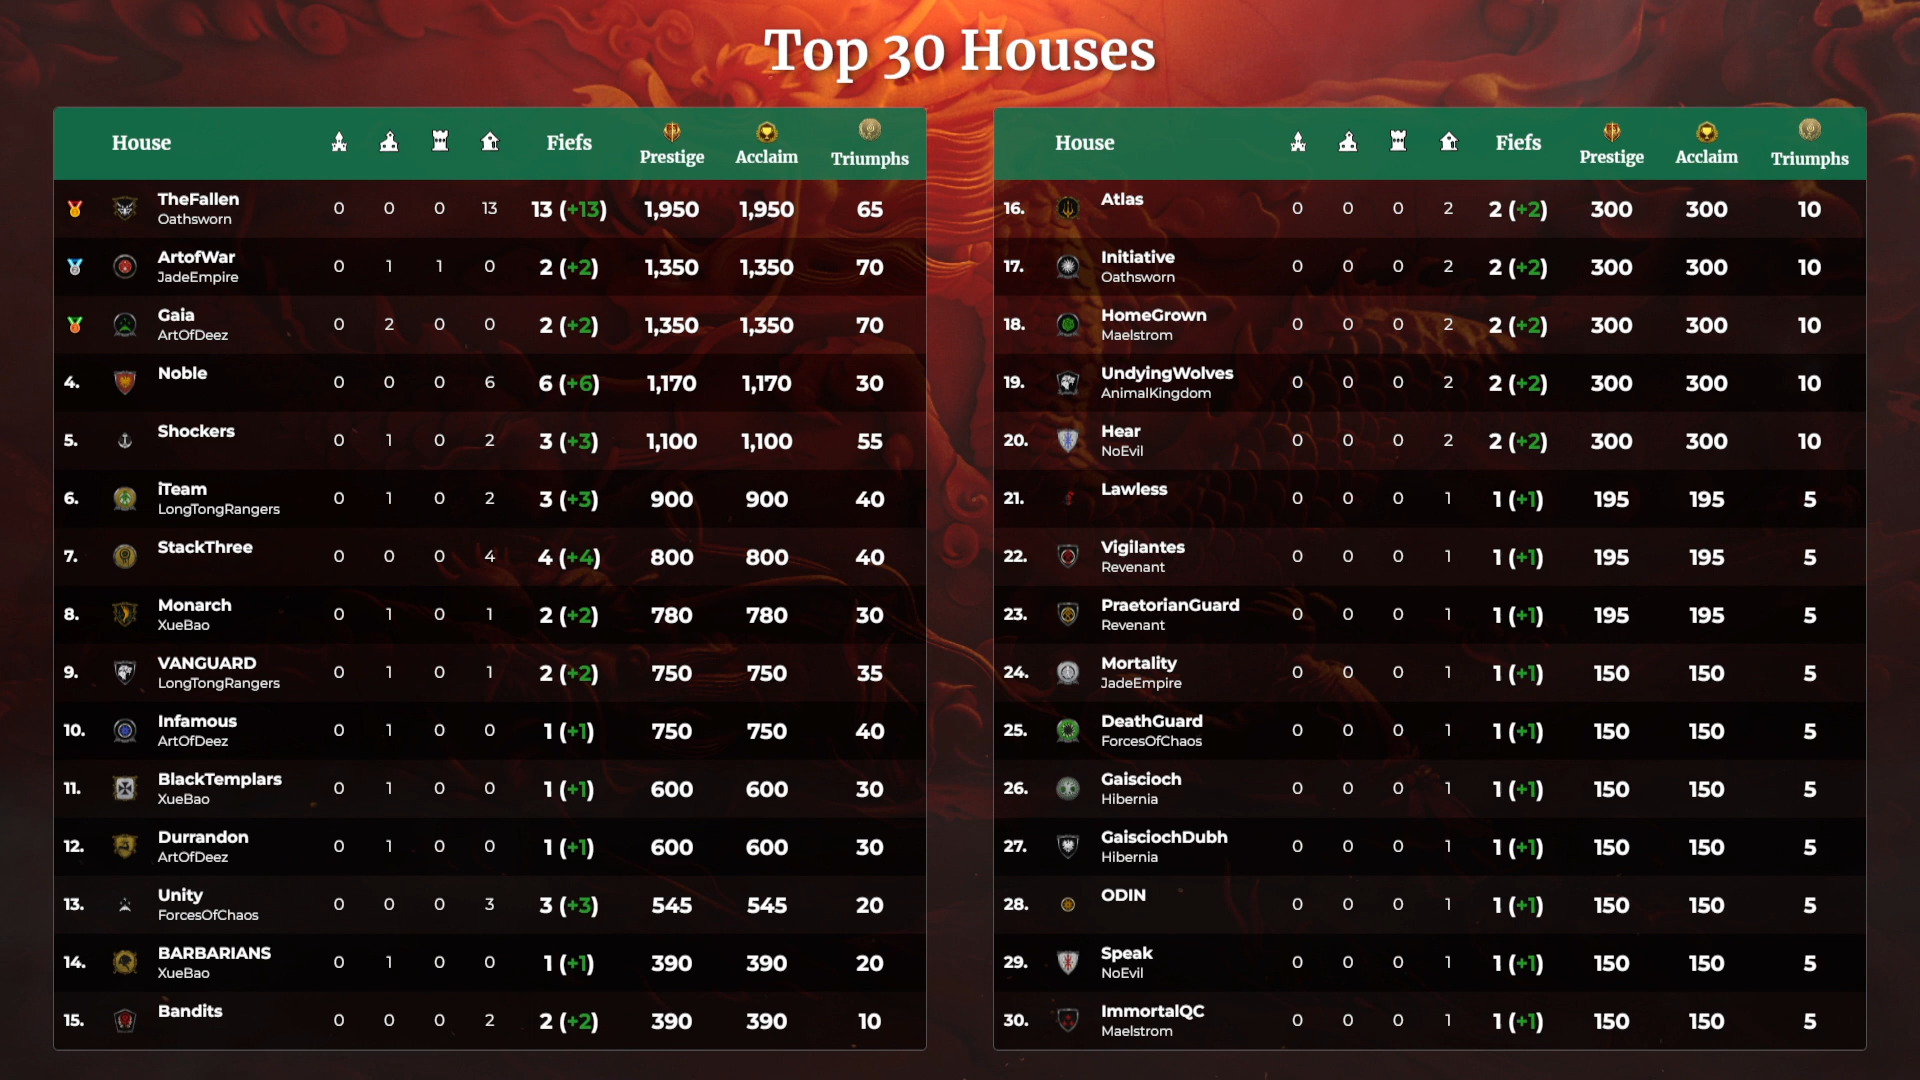 Top 30 Houses
House Fiefs Prestige Acclaim Triumphs
TheFallen 0 0 0 13 13 (+13) 1,950 1,950 65
Oathsworn
ArtofWar 0 1 1 0 2 (+2) 1,350 1,350 70
JadeEmpire
Gaia 0 2 0 0 2 (+2) 1,350 1,350 70
ArtOfDeez
4. Noble 0 0 0 6 6 (+6) 1,170 1,170 30
5. Shockers 0 1 0 2 3 (+3) 1,100 1,100 55
6. iTeam 0 1 0 2 3 (+3) 900 900 40
LongTongRangers
7. StackThree 0 0 0 4 4 (+4) 800 800 40
8. Monarch 0 1 0 1 2 (+2) 780 780 30
XueBao
9. VANGUARD 0 1 0 1 2 (+2) 750 750 35
LongTongRangers
10. Infamous 0 1 0 0 1 (+1) 750 750 40
ArtOfDeez
11. BlackTemplars 0 1 0 0 1 (+1) 600 600 30
XueBao
12. Durrandon 0 1 0 0 1 (+1) 600 600 30
ArtOfDeez
13. Unity 0 0 0 3 3 (+3) 545 545 20
ForcesOfChaos
14. BARBARIANS 0 1 0 0 1 (+1) 390 390 20
XueBao
15. Bandits 0 0 0 2 2 (+2) 390 390 10
House Fiefs Prestige Acclaim Triumphs
16. Atlas 0 0 0 2 2 (+2) 300 300 10
17. Initiative 0 0 0 2 2 (+2) 300 300 10
Oathsworn
18. HomeGrown 0 0 0 2 2 (+2) 300 300 10
Maelstrom
19. UndyingWolves 0 0 0 2 2 (+2) 300 300 10
AnimalKingdom
20. Hear 0 0 0 2 2 (+2) 300 300 10
NoEvil
21. Lawless 0 0 0 1 1 (+1) 195 195 5
22. Vigilantes 0 0 0 1 1 (+1) 195 195 5
Revenant
23. PraetorianGuard 0 0 0 1 1 (+1) 195 195 5
Revenant
24. Mortality 0 0 0 1 1 (+1) 150 150 5
JadeEmpire
25. DeathGuard 0 0 0 1 1 (+1) 150 150 5
ForcesOfChaos
26. Gaiscioch 0 0 0 1 1 (+1) 150 150 5
Hibernia
27. GaisciochDubh 0 0 0 1 1 (+1) 150 150 5
Hibernia
28. ODIN 0 0 0 1 1 (+1) 150 150 5
29. Speak 0 0 0 1 1 (+1) 150 150 5
NoEvil
30. ImmortalQC 0 0 0 1 1 (+1) 150 150 5
Maelstrom